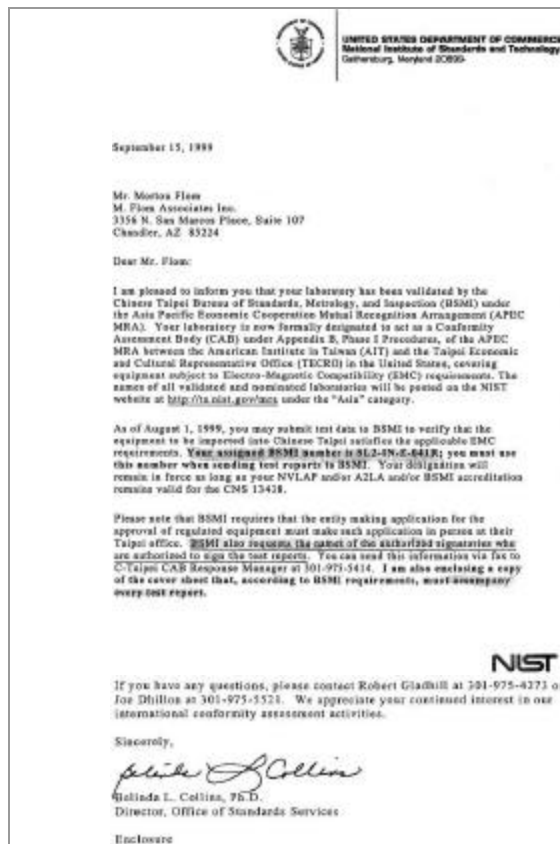 UNITED STATES DEPARTMENT OF COMMERCE
National Institute of Standards and Technology
Gaithersburg, Maryland 20899-
September 15, 1999
Mr. Morton Flom
M. Flom Associates Inc.
3356 N. San Marcos Place, Suite 107
Chandler, AZ 85224
Dear Mr. Flom:
I am pleased to inform you that your laboratory has been validated by the
Chinese Taipei Bureau of Standards, Metrology, and Inspection (BSMI) under
the Asia Pacific Economic Cooperation Mutual Recognition Arrangement (APEC
MRA). Your laboratory is now formally designated to act as a Conformity
Assessment Body (CAB) under Appendix B, Phase I Procedures, of the APEC
MRA between the American Institute in Taiwan (AIT) and the Taipei Economic
and Cultural Representative Office (TECRO) in the United States, covering
equipment subject to Electro-Magnetic Compatibility (EMC) requirements. The
names of all validated and nominated laboratories will be posted on the NIST
website at http://ts.nist.gov/mra under the "Asia" category.
As of August 1, 1999, you may submit test data to BSMI to verify that the
equipment to be imported into Chinese Taipei satisfies the applicable EMC
requirements. Your assigned BSMI number is SL2-IN-E-041R; you must use
this number when sending test reports to BSMI. Your designation will
remain in force as long as your NVLAP and/or A2LA and/or BSMI accreditation
remains valid for the CNS 13438.
Please note that BSMI requires that the entity making application for the
approval of regulated equipment must make such application in person at their
Taipei office. BSMI also requests the names of the authorized signatories who
are authorized to sign the test reports. You can send this information via fax to
C-Taipei CAB Response Manager at 301-975-5414. I am also enclosing a copy
of the cover sheet that, according to BSMI requirements, must accompany
every test report.
NIST
If you have any questions, please contact Robert Gladhill at 301-975-4273 o
Joe Dhillon at 301-975-5521. We appreciate your continued interest in our
international conformity assessment activities.
Sincerely,
Belinda L. Collins
Belinda L. Collins, Ph.D.
Director, Office of Standards Services
Enclosure